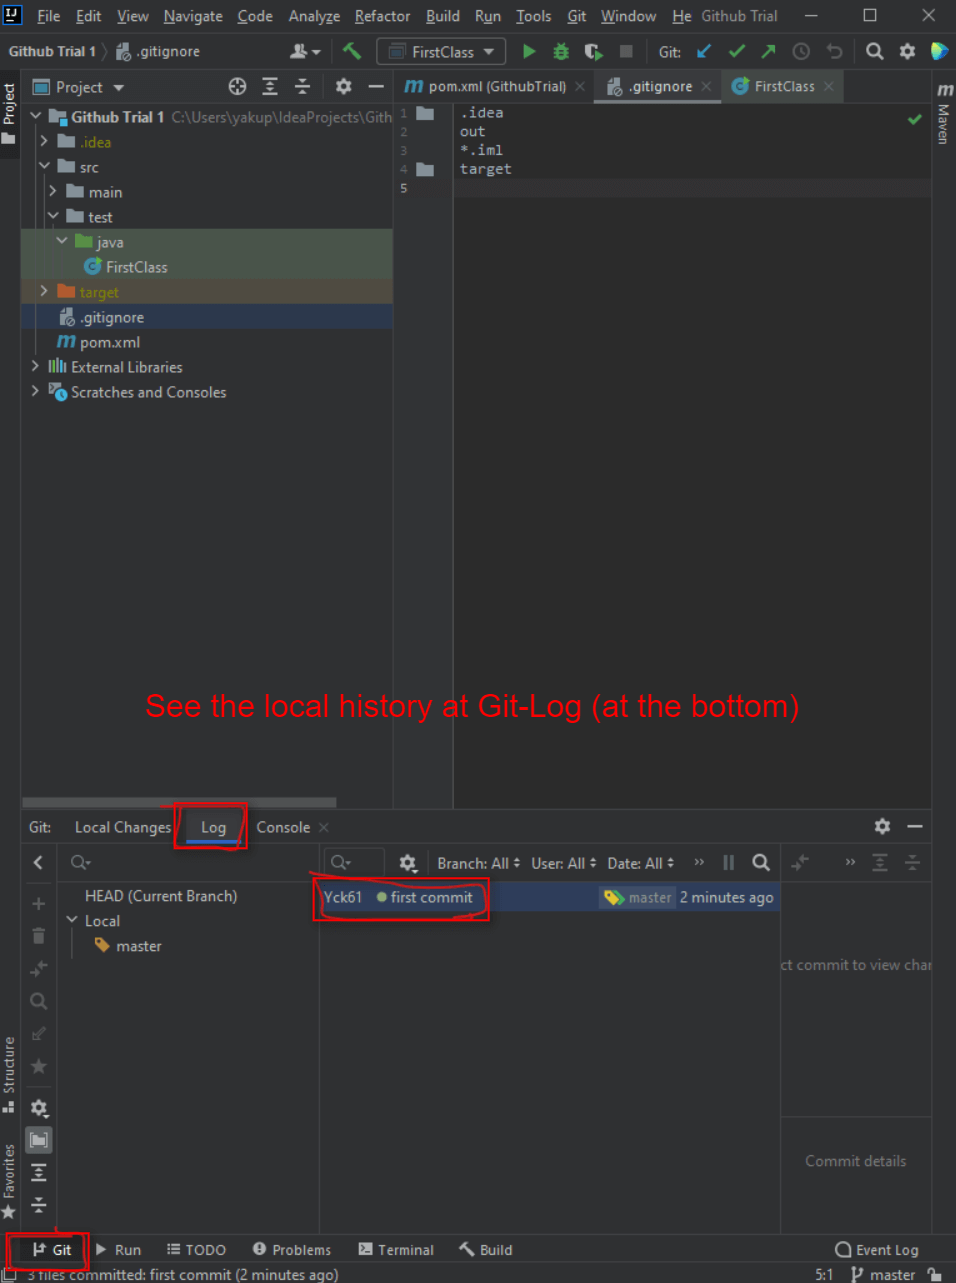 File Edit View Navigate Code Analyze Refactor Build Run Tools Git Window He Github Trial
Github Trial 1 .gitignore FirstClass Git:
Project
pom.xml (GithubTrial) .gitignore FirstClass
Project
Maven
Github Trial 1 C:\Users\yakup\IdeaProjects\Gith
.idea
src
main
test
java
FirstClass
target
.gitignore
pom.xml
External Libraries
Scratches and Consoles
1 .idea
2 out
3 *.iml
4 target
5
See the local history at Git-Log (at the bottom)
Git: Local Changes Log Console
Branch: All User: All Date: All
HEAD (Current Branch)
Local
master
Yck61 first commit master 2 minutes ago
ct commit to view char
Commit details
Structure
Favorites
Git Run TODO Problems Terminal Build Event Log
3 files committed: first commit (2 minutes ago) 5:1 master